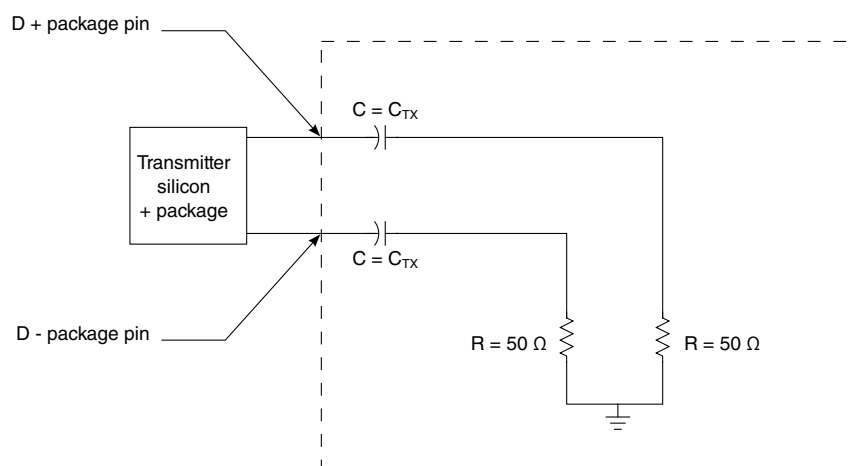 D + package pin
C = CTX
Transmitter
silicon
+ package
C = CTX
D - package pin
R = 50 Ω
R = 50 Ω